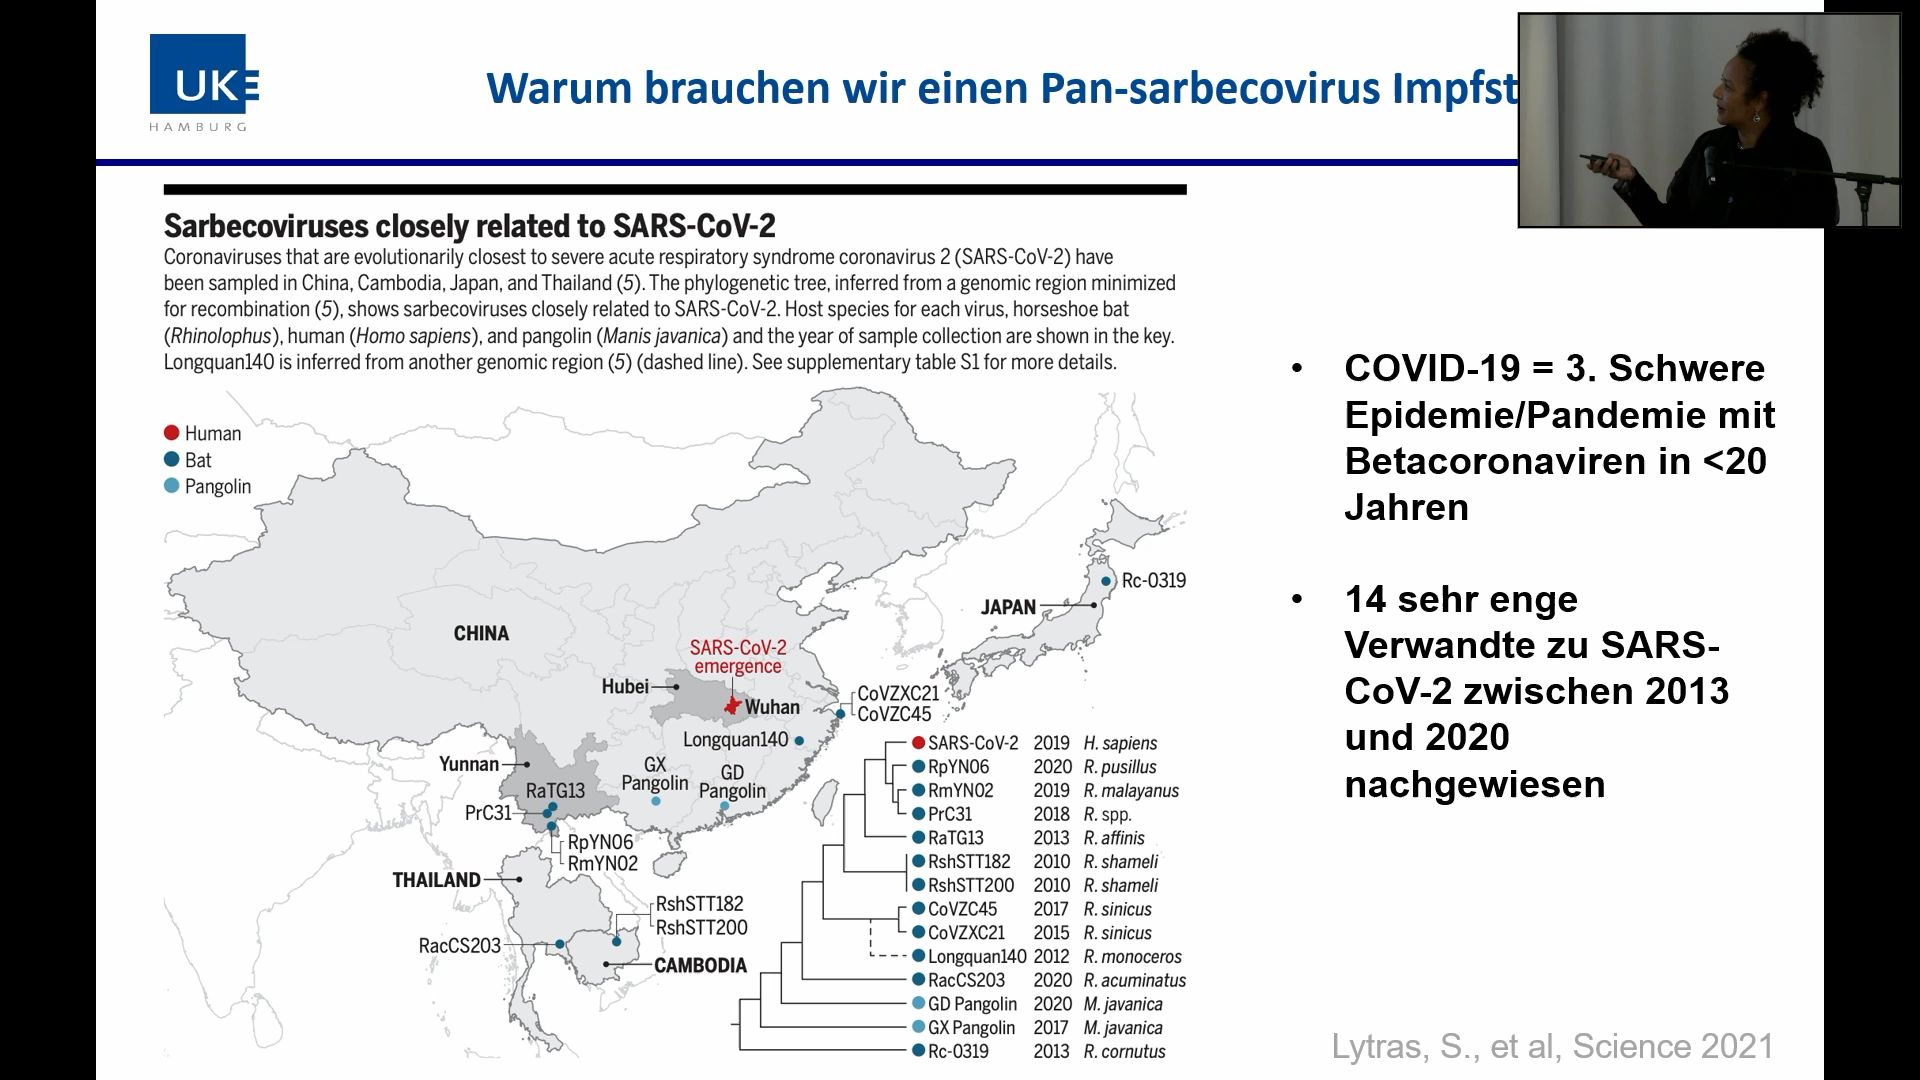 UKE
HAMBURG
Warum brauchen wir einen Pan-sarbecovirus Impfst
Sarbecoviruses closely related to SARS-CoV-2
Coronaviruses that are evolutionarily closest to severe acute respiratory syndrome coronavirus 2 (SARS-CoV-2) have
been sampled in China, Cambodia, Japan, and Thailand (5). The phylogenetic tree, inferred from a genomic region minimized
for recombination (5), shows sarbecoviruses closely related to SARS-CoV-2. Host species for each virus, horseshoe bat
(Rhinolophus), human (Homo sapiens), and pangolin (Manis javanica) and the year of sample collection are shown in the key.
Longquan140 is inferred from another genomic region (5) (dashed line). See supplementary table S1 for more details.
Human
Bat
Pangolin
CHINA
JAPAN
Rc-0319
SARS-CoV-2
emergence
Hubei
Wuhan
CoVZXC21
CoVZC45
Longquan140
Yunnan
GX
Pangolin
GD
Pangolin
RaTG13
PrC31
RpYN06
RmYN02
THAILAND
RshSTT182
RshSTT200
RacCS203
CAMBODIA
SARS-CoV-2 2019 H. sapiens
RpYN06 2020 R. pusillus
RmYN02 2019 R. malayanus
PrC31 2018 R. spp.
RaTG13 2013 R. affinis
RshSTT182 2010 R. shameli
RshSTT200 2010 R. shameli
CoVZC45 2017 R. sinicus
CoVZXC21 2015 R. sinicus
Longquan140 2012 R. monoceros
RacCS203 2020 R. acuminatus
GD Pangolin 2020 M. javanica
GX Pangolin 2017 M. javanica
Rc-0319 2013 R. cornutus
• COVID-19 = 3. Schwere
Epidemie/Pandemie mit
Betacoronaviren in <20
Jahren
• 14 sehr enge
Verwandte zu SARS-
CoV-2 zwischen 2013
und 2020
nachgewiesen
Lytras, S., et al, Science 2021